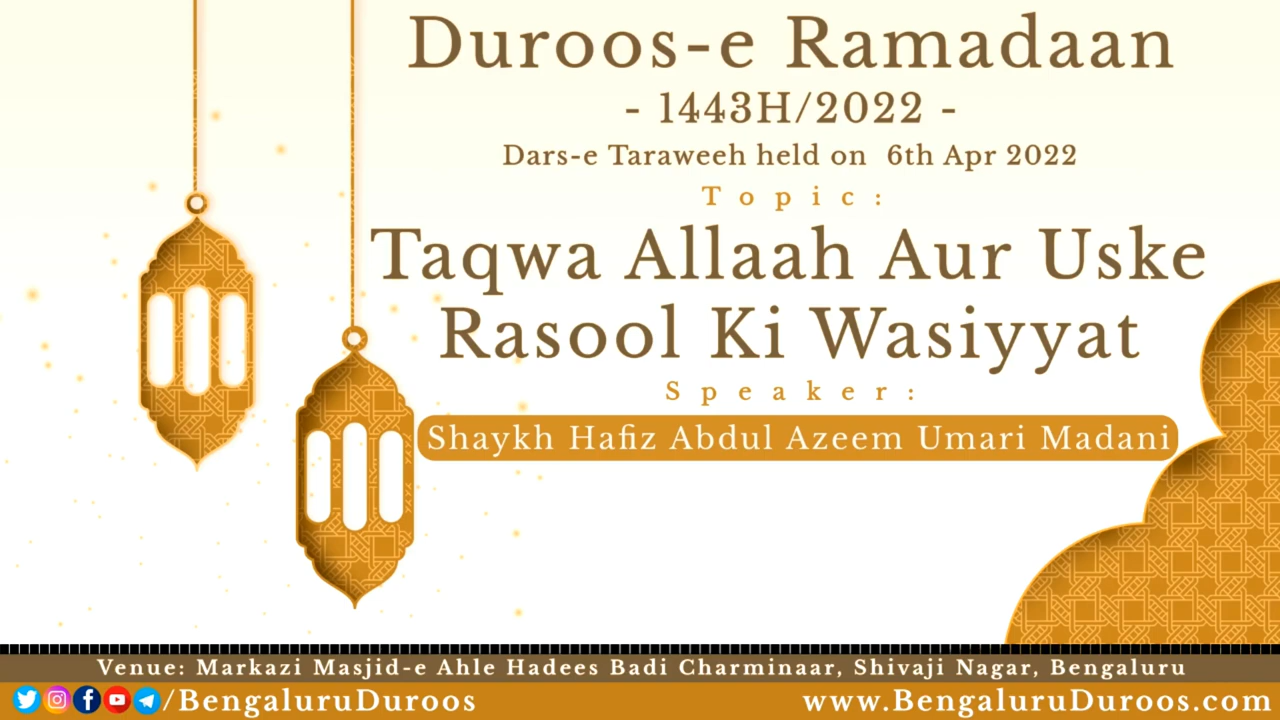 Duroos-e Ramadaan
- 1443H/2022 -
Dars-e Taraweeh held on 6th Apr 2022
Topic:
Taqwa Allaah Aur Uske
Rasool Ki Wasiyyat
Speaker:
Shaykh Hafiz Abdul Azeem Umari Madani
Venue: Markazi Masjid-e Ahle Hadees Badi Charminaar, Shivaji Nagar, Bengaluru
/BengaluruDuroos
www.BengaluruDuroos.com